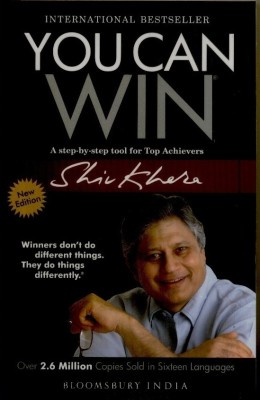 INTERNATIONAL BESTSELLER
YOU CAN
WIN®
A step-by-step tool for Top Achievers
Shiv Khera
New
Edition
Winners don't do
different things.
They do things
differently.®
Over 2.6 Million Copies Sold in Sixteen Languages
BLOOMSBURY INDIA